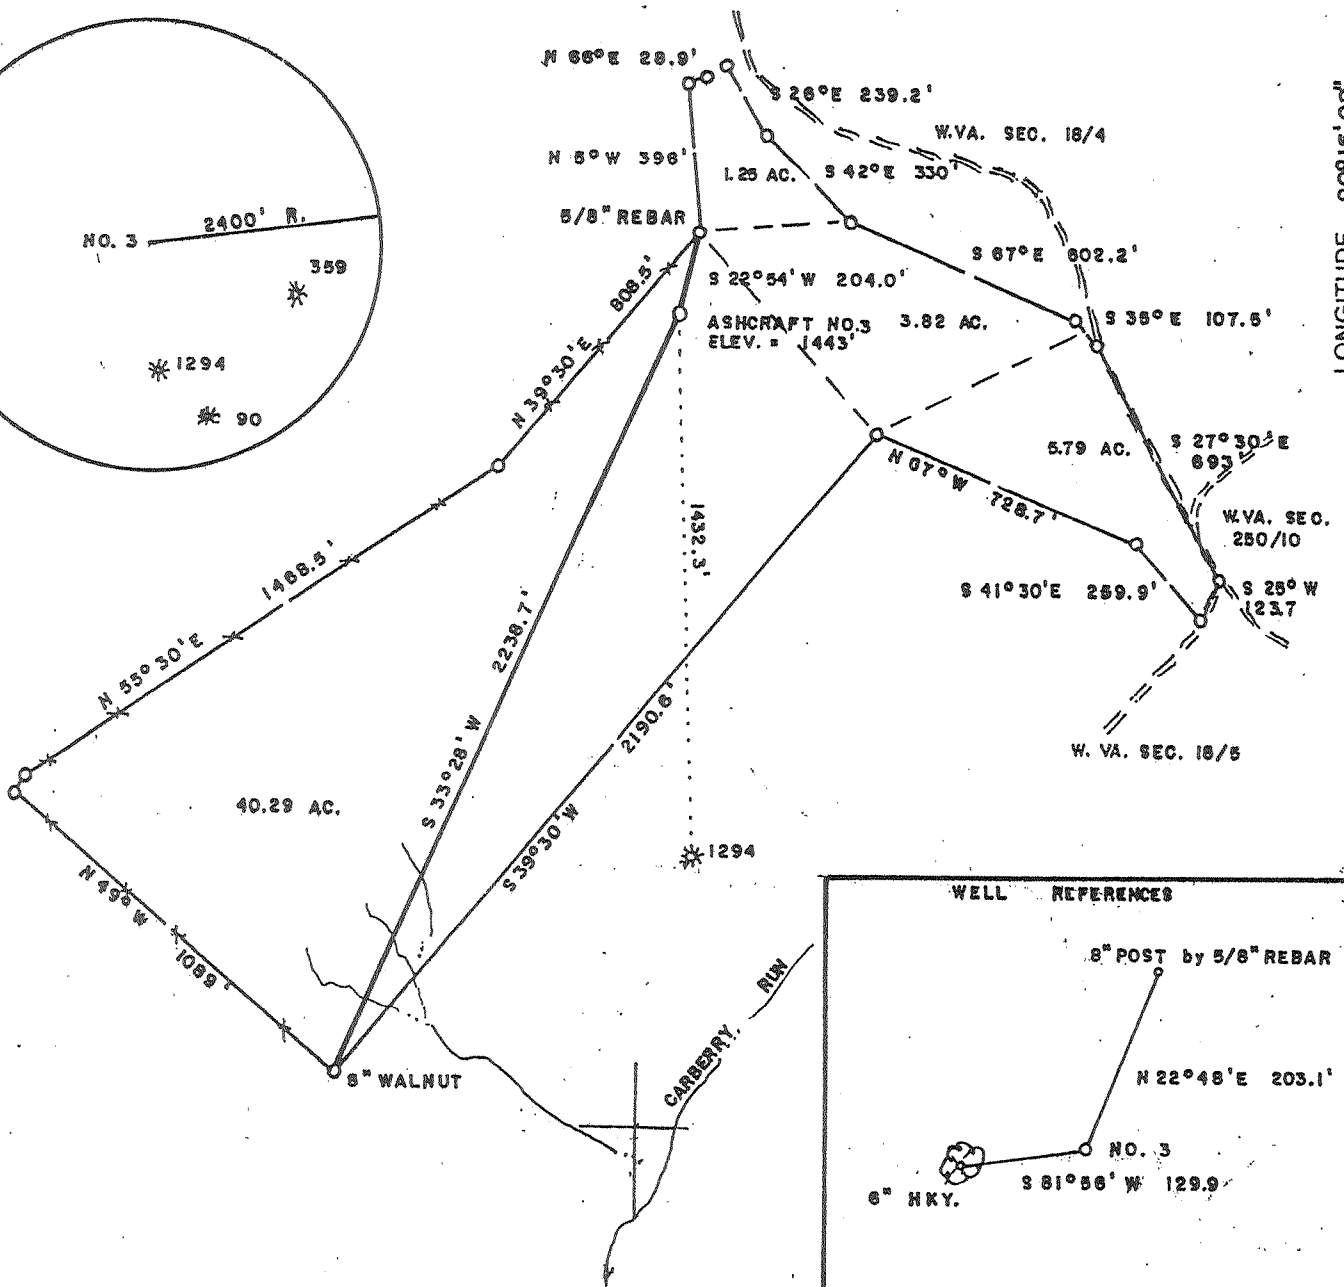 N 66°E 28.9'
S 26°E 239.2'
W.VA. SEC. 18/4
N 5°W 396'
1.25 AC.
S 42°E 330'
5/8" REBAR
NO. 3
2400' R.
359
1294
90
S 67°E 602.2'
S 22°54' W 204.0'
ASHCRAFT NO.3
ELEV. = 1443'
3.82 AC.
S 35°E 107.5'
N 39°30'E 808.5'
5.79 AC.
S 27°30'E
693'
N 67°W 728.7'
W.VA. SEC.
250/10
S 41°30'E 259.9'
S 25° W
123.7
W. VA. SEC. 18/5
1432.3'
N 55°30'E 1468.5'
S 33°28' W 2238.7'
S 39°30' W 2190.6'
40.29 AC.
1294
N 49° W 1089'
8" WALNUT
CARBERRY RUN
WELL REFERENCES
8" POST by 5/8" REBAR
N 22°48'E 203.1'
NO. 3
S 81°56' W 129.9
6" HKY.
LONGITUDE